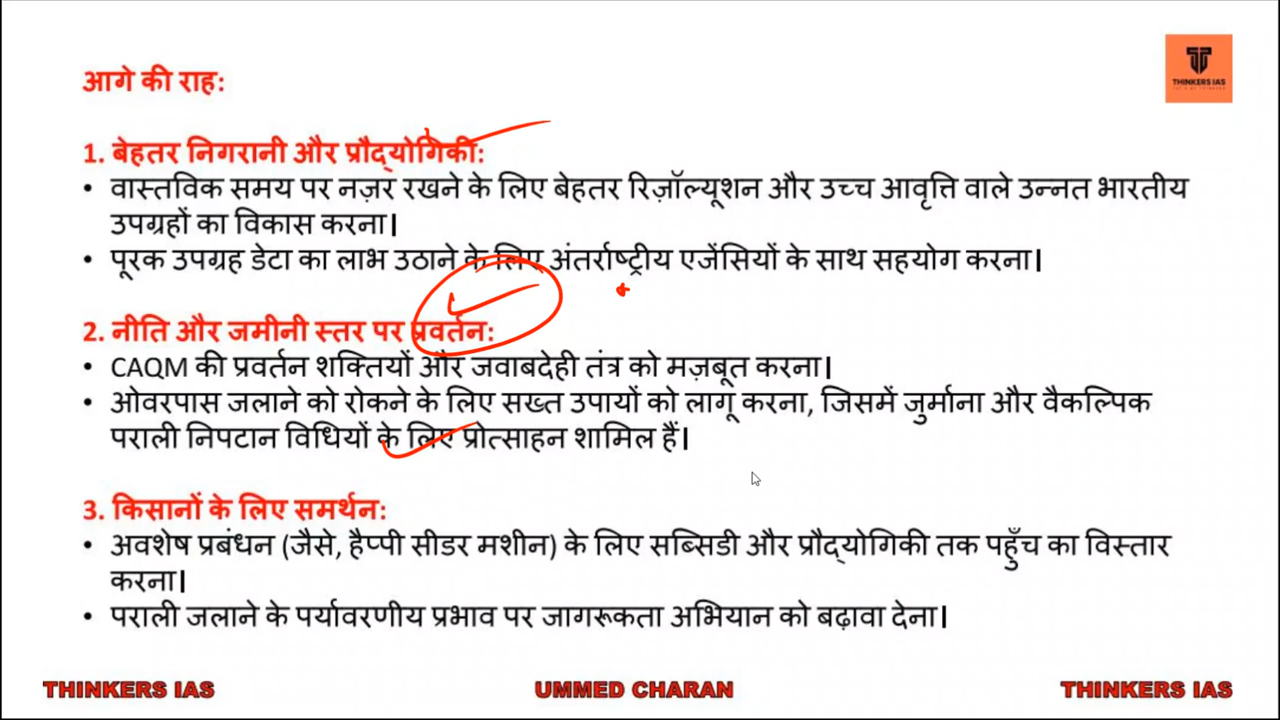 THINKERS IAS
आगे की राह:
1. बेहतर निगरानी और प्रौद्योगिकी:
• वास्तविक समय पर नज़र रखने के लिए बेहतर रिज़ॉल्यूशन और उच्च आवृत्ति वाले उन्नत भारतीय
उपग्रहों का विकास करना।
• पूरक उपग्रह डेटा का लाभ उठाने के लिए अंतर्राष्ट्रीय एजेंसियों के साथ सहयोग करना।
2. नीति और जमीनी स्तर पर प्रवर्तन:
• CAQM की प्रवर्तन शक्तियों और जवाबदेही तंत्र को मज़बूत करना।
• ओवरपास जलाने को रोकने के लिए सख्त उपायों को लागू करना, जिसमें जुर्माना और वैकल्पिक
पराली निपटान विधियों के लिए प्रोत्साहन शामिल हैं।
3. किसानों के लिए समर्थन:
• अवशेष प्रबंधन (जैसे, हैप्पी सीडर मशीन) के लिए सब्सिडी और प्रौद्योगिकी तक पहुँच का विस्तार
करना।
• पराली जलाने के पर्यावरणीय प्रभाव पर जागरूकता अभियान को बढ़ावा देना।
THINKERS IAS UMMED CHARAN THINKERS IAS